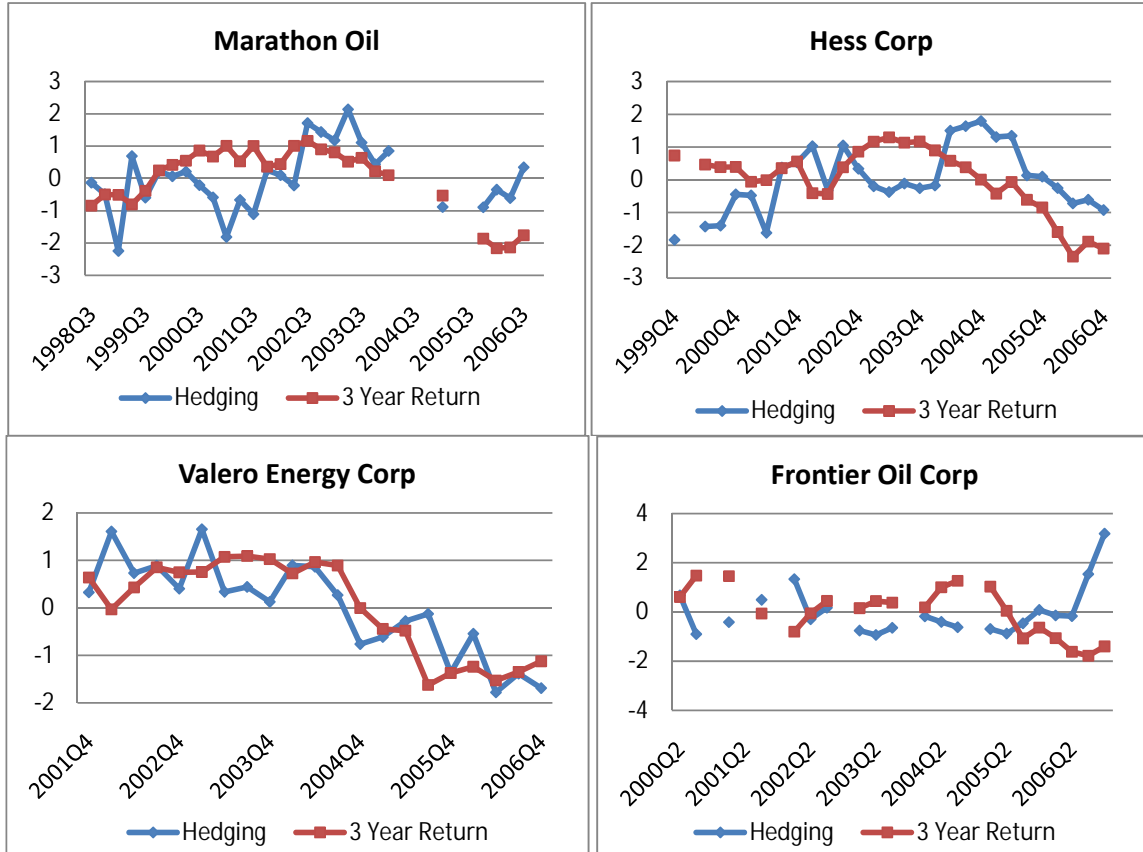 Marathon Oil
3
2
1
0
-1
-2
-3
1998Q3
1999Q3
2000Q3
2001Q3
2002Q3
2003Q3
2004Q3
2005Q3
2006Q3
Hedging 3 Year Return
Hess Corp
3
2
1
0
-1
-2
-3
1999Q4
2000Q4
2001Q4
2002Q4
2003Q4
2004Q4
2005Q4
2006Q4
Hedging 3 Year Return
Valero Energy Corp
2
1
0
-1
-2
2001Q4
2002Q4
2003Q4
2004Q4
2005Q4
2006Q4
Hedging 3 Year Return
Frontier Oil Corp
4
2
0
-2
-4
2000Q2
2001Q2
2002Q2
2003Q2
2004Q2
2005Q2
2006Q2
Hedging 3 Year Return